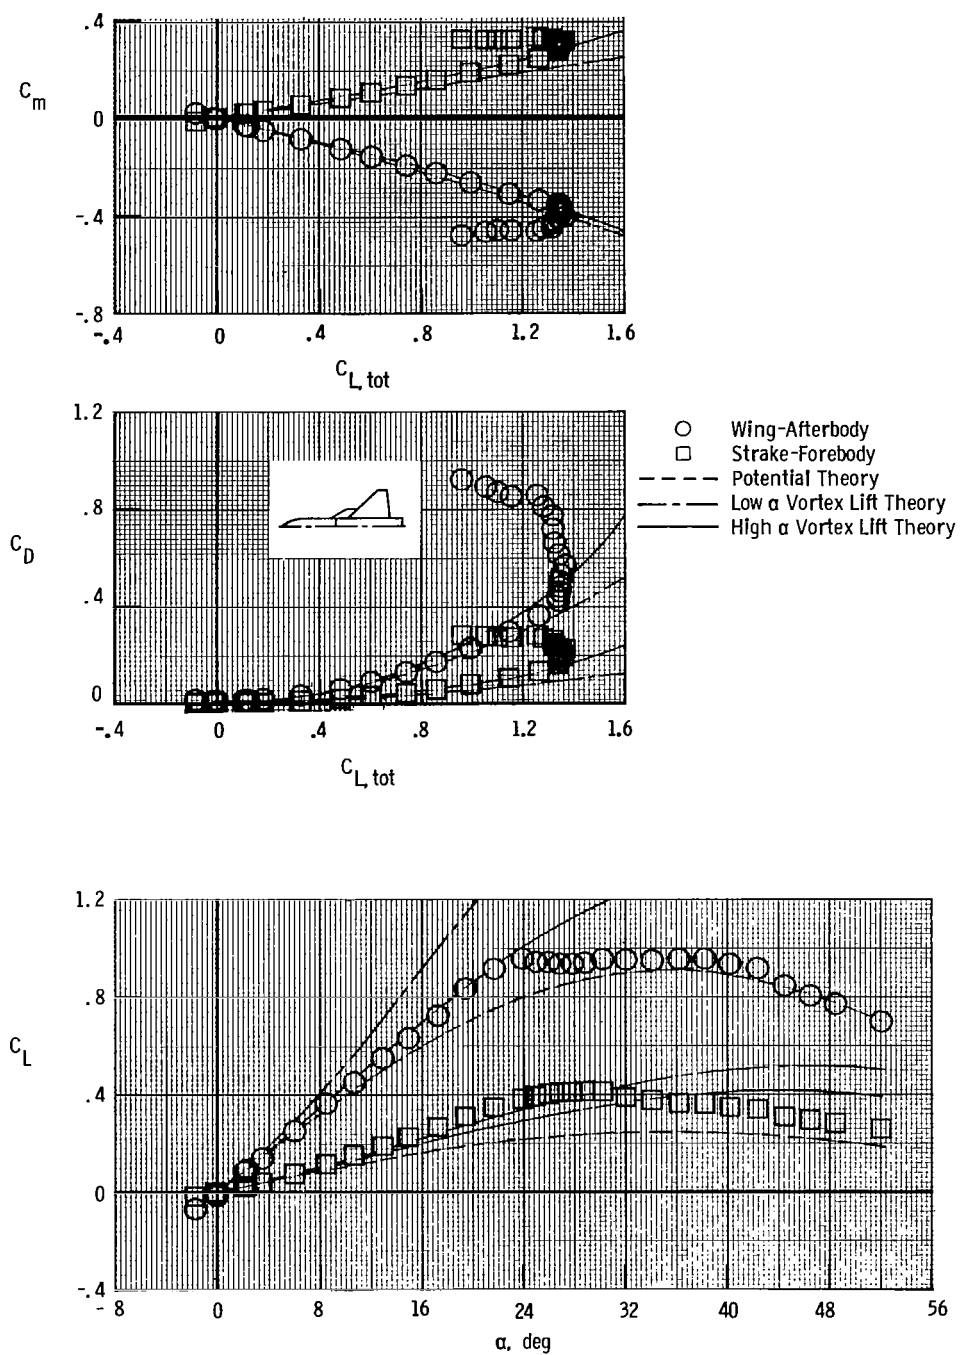 .4
C_m
0
-.4
-.8
-.4 0 .4 .8 1.2 1.6
C_L, tot
1.2
.8
C_D
.4
0
-.4 0 .4 .8 1.2 1.6
C_L, tot
Wing-Afterbody
Strake-Forebody
Potential Theory
Low α Vortex Lift Theory
High α Vortex Lift Theory
1.2
.8
C_L
.4
0
-.4
-8 0 8 16 24 32 40 48 56
α, deg